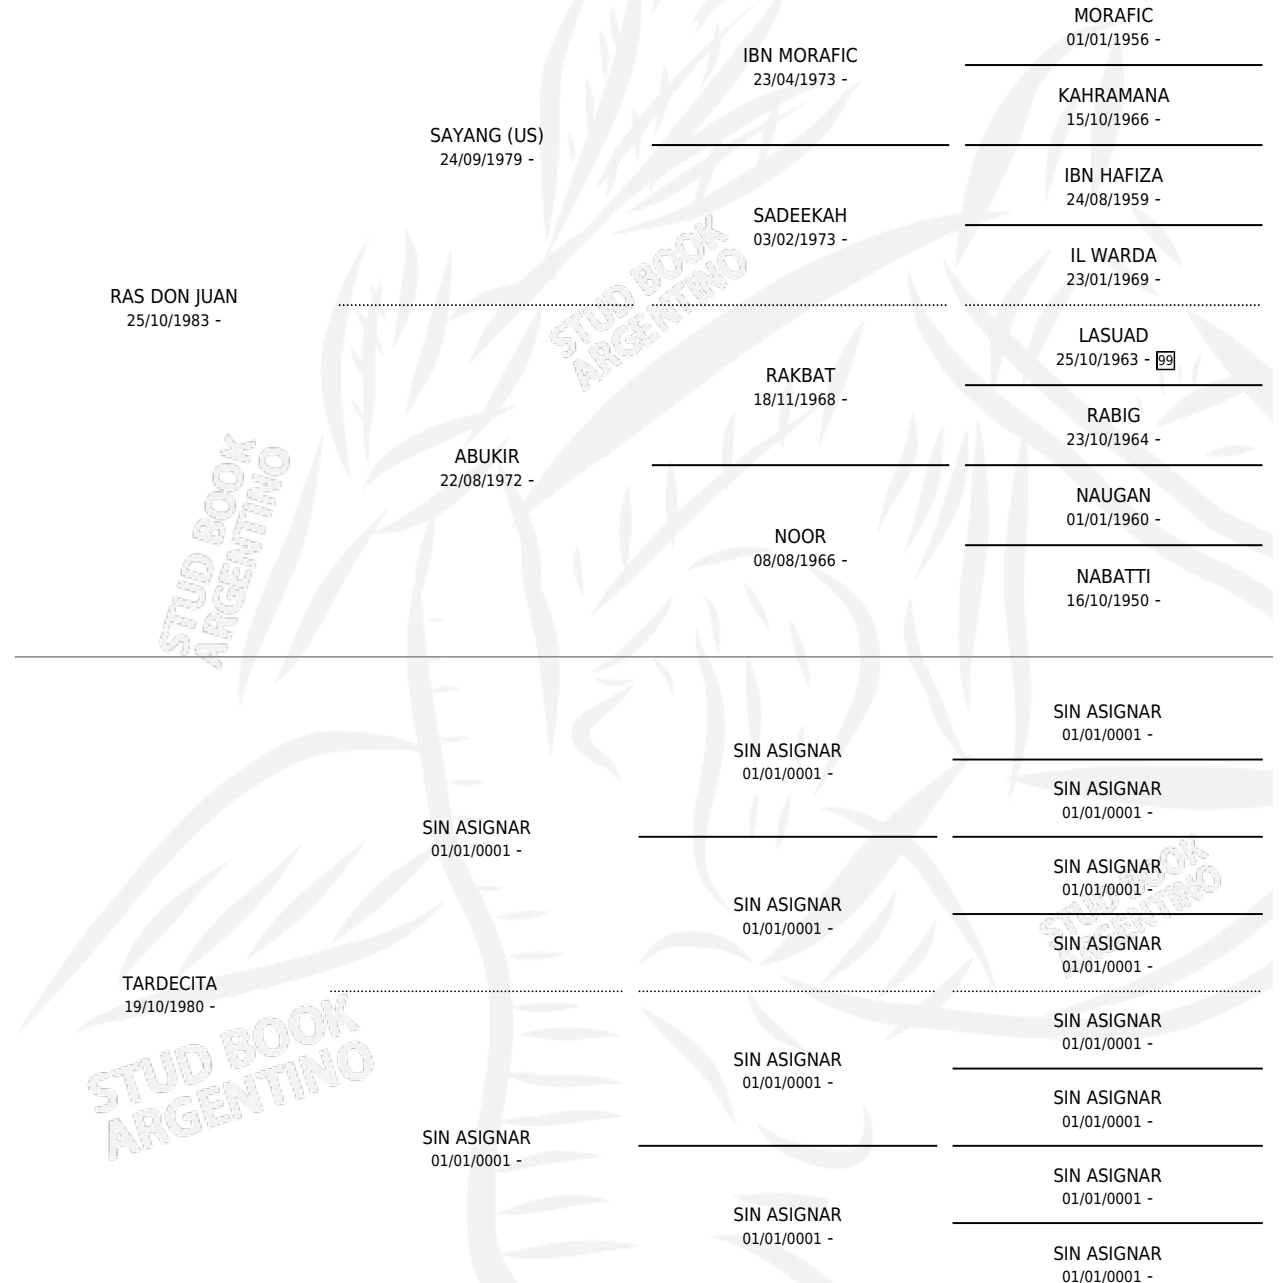 MORAFIC
01/01/1956 -
IBN MORAFIC
23/04/1973 -
KAHRAMANA
15/10/1966 -
SAYANG (US)
24/09/1979 -
IBN HAFIZA
24/08/1959 -
SADEEKAH
03/02/1973 -
IL WARDA
23/01/1969 -
RAS DON JUAN
25/10/1983 -
LASUAD
25/10/1963 - 99
RAKBAT
18/11/1968 -
RABIG
23/10/1964 -
ABUKIR
22/08/1972 -
NAUGAN
01/01/1960 -
NOOR
08/08/1966 -
NABATTI
16/10/1950 -
STUD BOOK
ARGENTINO
STUD BOOK
ARGENTINO
SIN ASIGNAR
01/01/0001 -
SIN ASIGNAR
01/01/0001 -
SIN ASIGNAR
01/01/0001 -
SIN ASIGNAR
01/01/0001 -
SIN ASIGNAR
01/01/0001 -
SIN ASIGNAR
01/01/0001 -
SIN ASIGNAR
01/01/0001 -
TARDECITA
19/10/1980 -
SIN ASIGNAR
01/01/0001 -
SIN ASIGNAR
01/01/0001 -
SIN ASIGNAR
01/01/0001 -
SIN ASIGNAR
01/01/0001 -
SIN ASIGNAR
01/01/0001 -
SIN ASIGNAR
01/01/0001 -
SIN ASIGNAR
01/01/0001 -
STUD BOOK
ARGENTINO
STUD BOOK
ARGENTINO